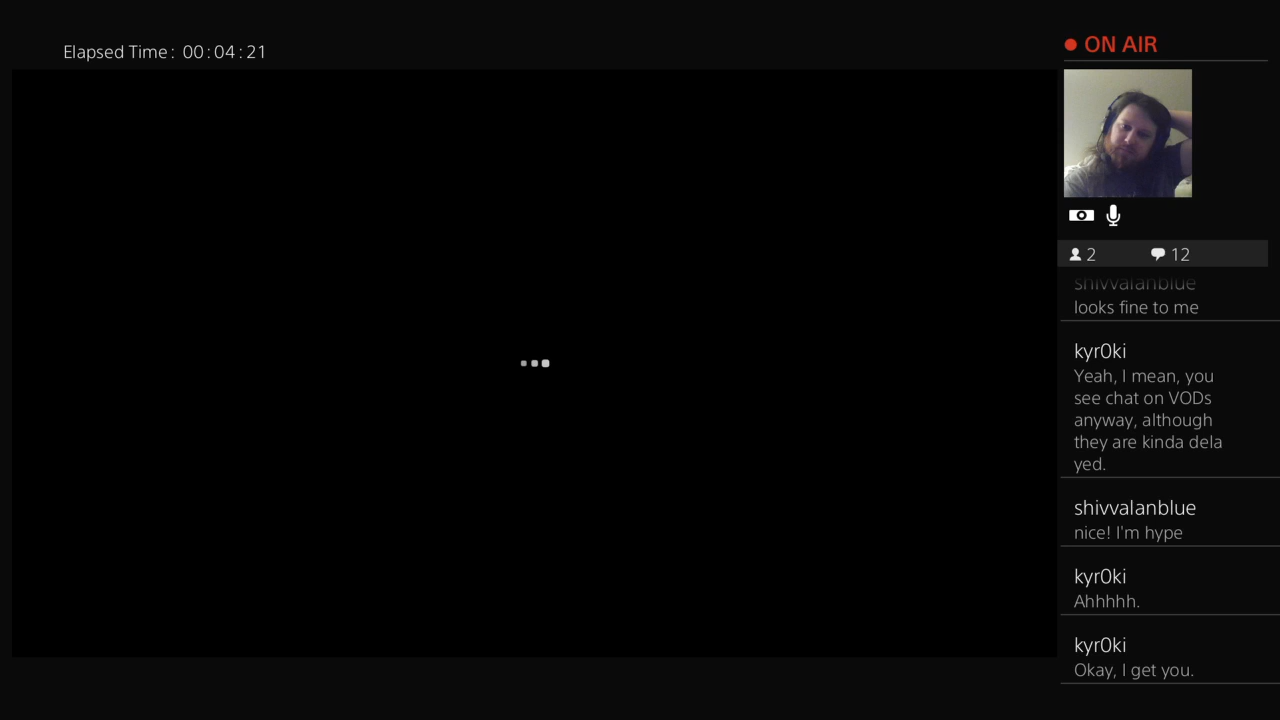 Elapsed Time: 00:04:21
ON AIR
2 12
shivvalanblue
looks fine to me
kyr0ki
Yeah, I mean, you
see chat on VODs
anyway, although
they are kinda dela
yed.
shivvalanblue
nice! I'm hype
kyr0ki
Ahhhhh.
kyr0ki
Okay, I get you.